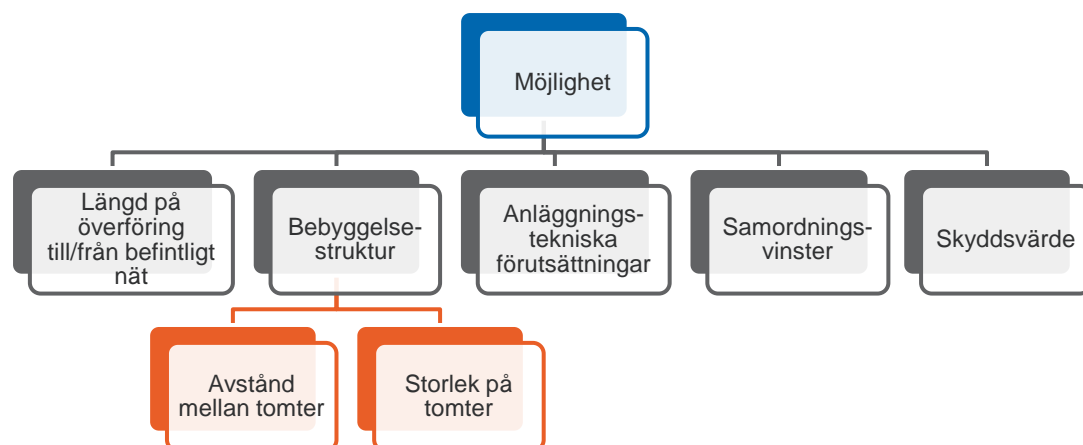 Möjlighet
Längd på
överföring
till/från befintligt
nät
Bebyggelse-
struktur
Anläggnings-
tekniska
förutsättningar
Samordnings-
vinster
Skyddsvärde
Avstånd
mellan tomter
Storlek på
tomter